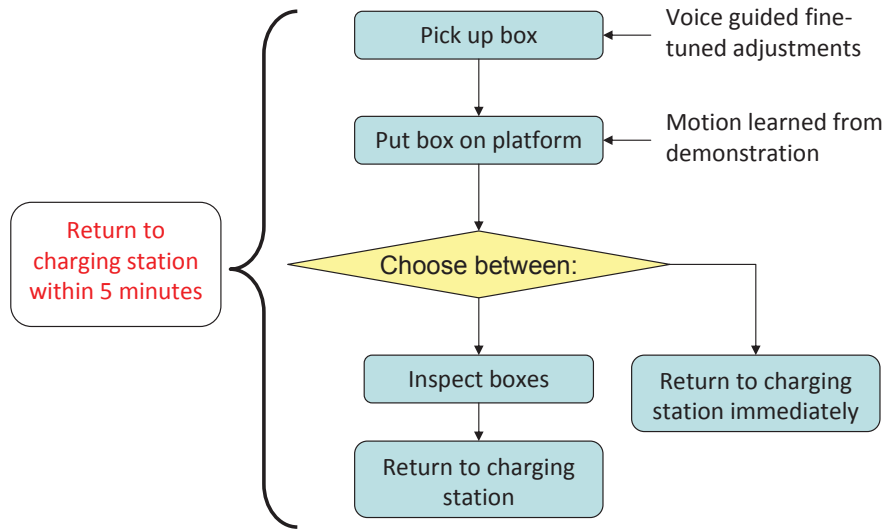 Pick up box
Voice guided fine-
tuned adjustments
Put box on platform
Motion learned from
demonstration
Return to
charging station
within 5 minutes
Choose between:
Inspect boxes
Return to charging
station immediately
Return to charging
station